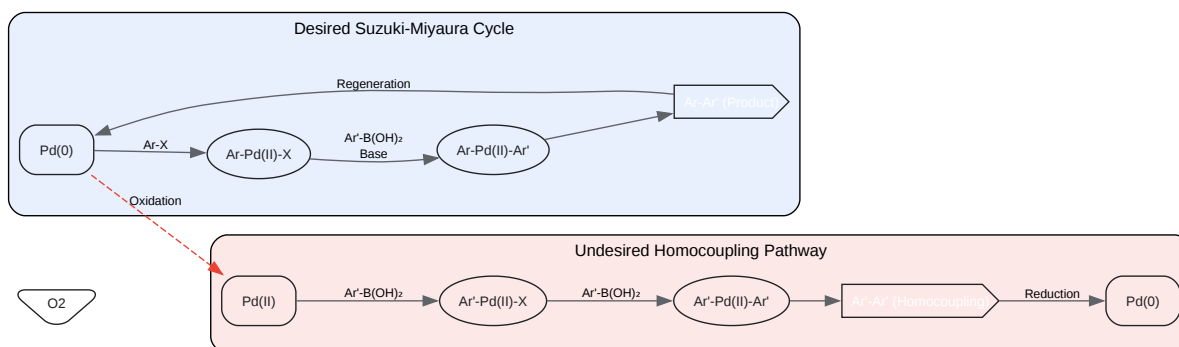 Desired Suzuki-Miyaura Cycle
Regeneration
Ar-Ar' (Product)
Pd(0)
Ar-X
Ar-Pd(II)-X
Ar'-B(OH)₂
Base
Ar-Pd(II)-Ar'
Oxidation
Undesired Homocoupling Pathway
O2
Pd(II)
Ar'-B(OH)₂
Ar'-Pd(II)-X
Ar'-B(OH)₂
Ar'-Pd(II)-Ar'
Ar'-Ar' (Homocoupling)
Reduction
Pd(0)